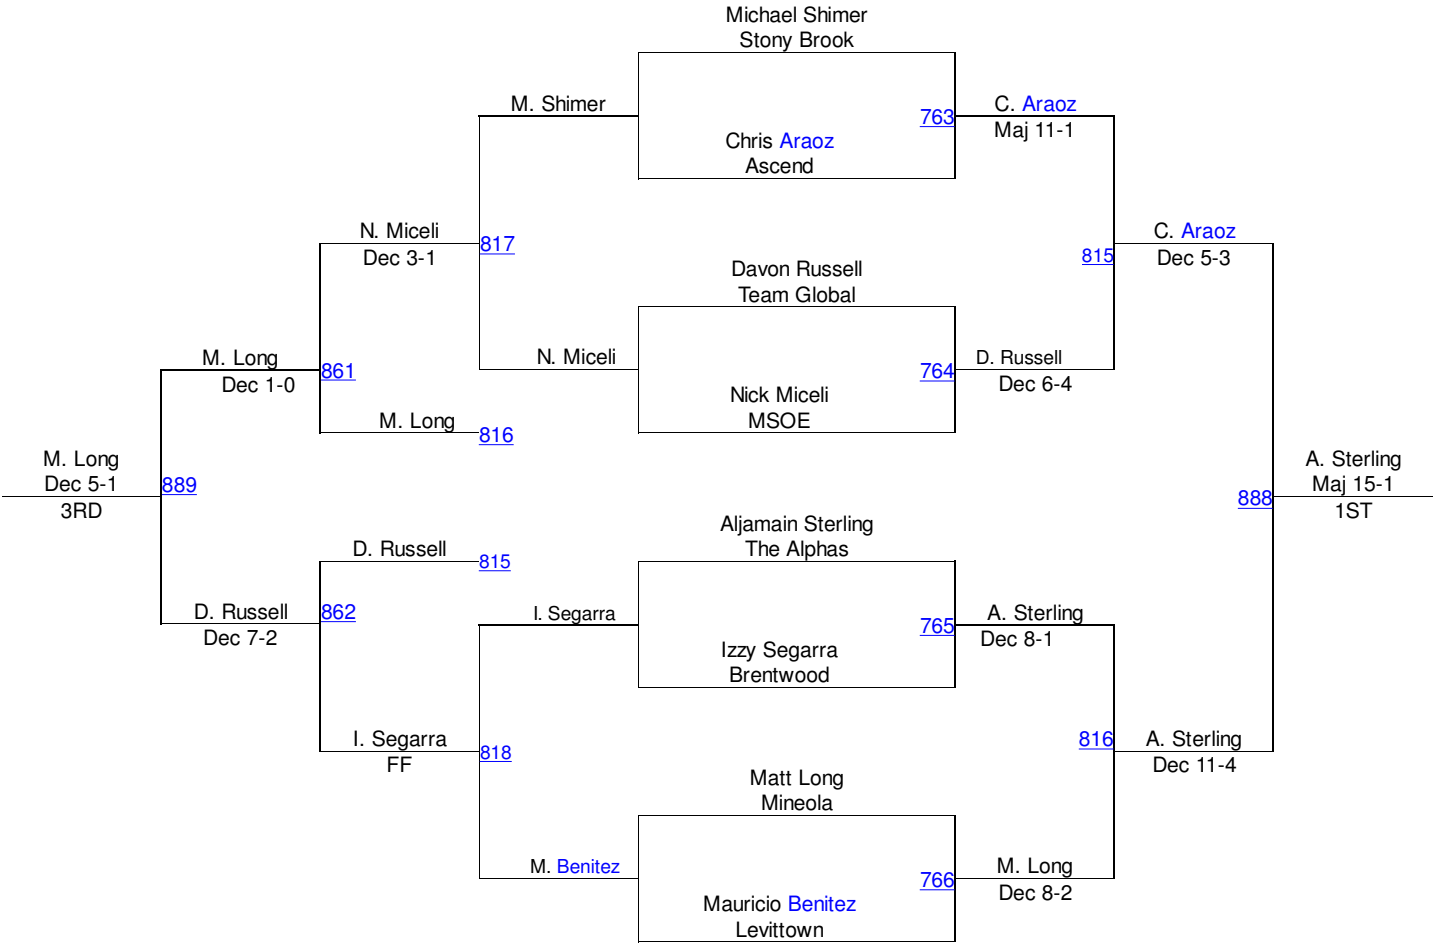 Michael Shimer
Stony Brook
M. Shimer
763
C. Araoz
Maj 11-1
Chris Araoz
Ascend
N. Miceli
Dec 3-1
817
C. Araoz
Dec 5-3
815
Davon Russell
Team Global
M. Long
Dec 1-0
861
N. Miceli
764
D. Russell
Dec 6-4
Nick Miceli
MSOE
M. Long
816
M. Long
Dec 5-1
3RD
889
888
A. Sterling
Maj 15-1
1ST
Aljamain Sterling
The Alphas
D. Russell
815
D. Russell
Dec 7-2
862
I. Segarra
765
A. Sterling
Dec 8-1
Izzy Segarra
Brentwood
I. Segarra
FF
818
816
A. Sterling
Dec 11-4
Matt Long
Mineola
M. Benitez
766
M. Long
Dec 8-2
Mauricio Benitez
Levittown